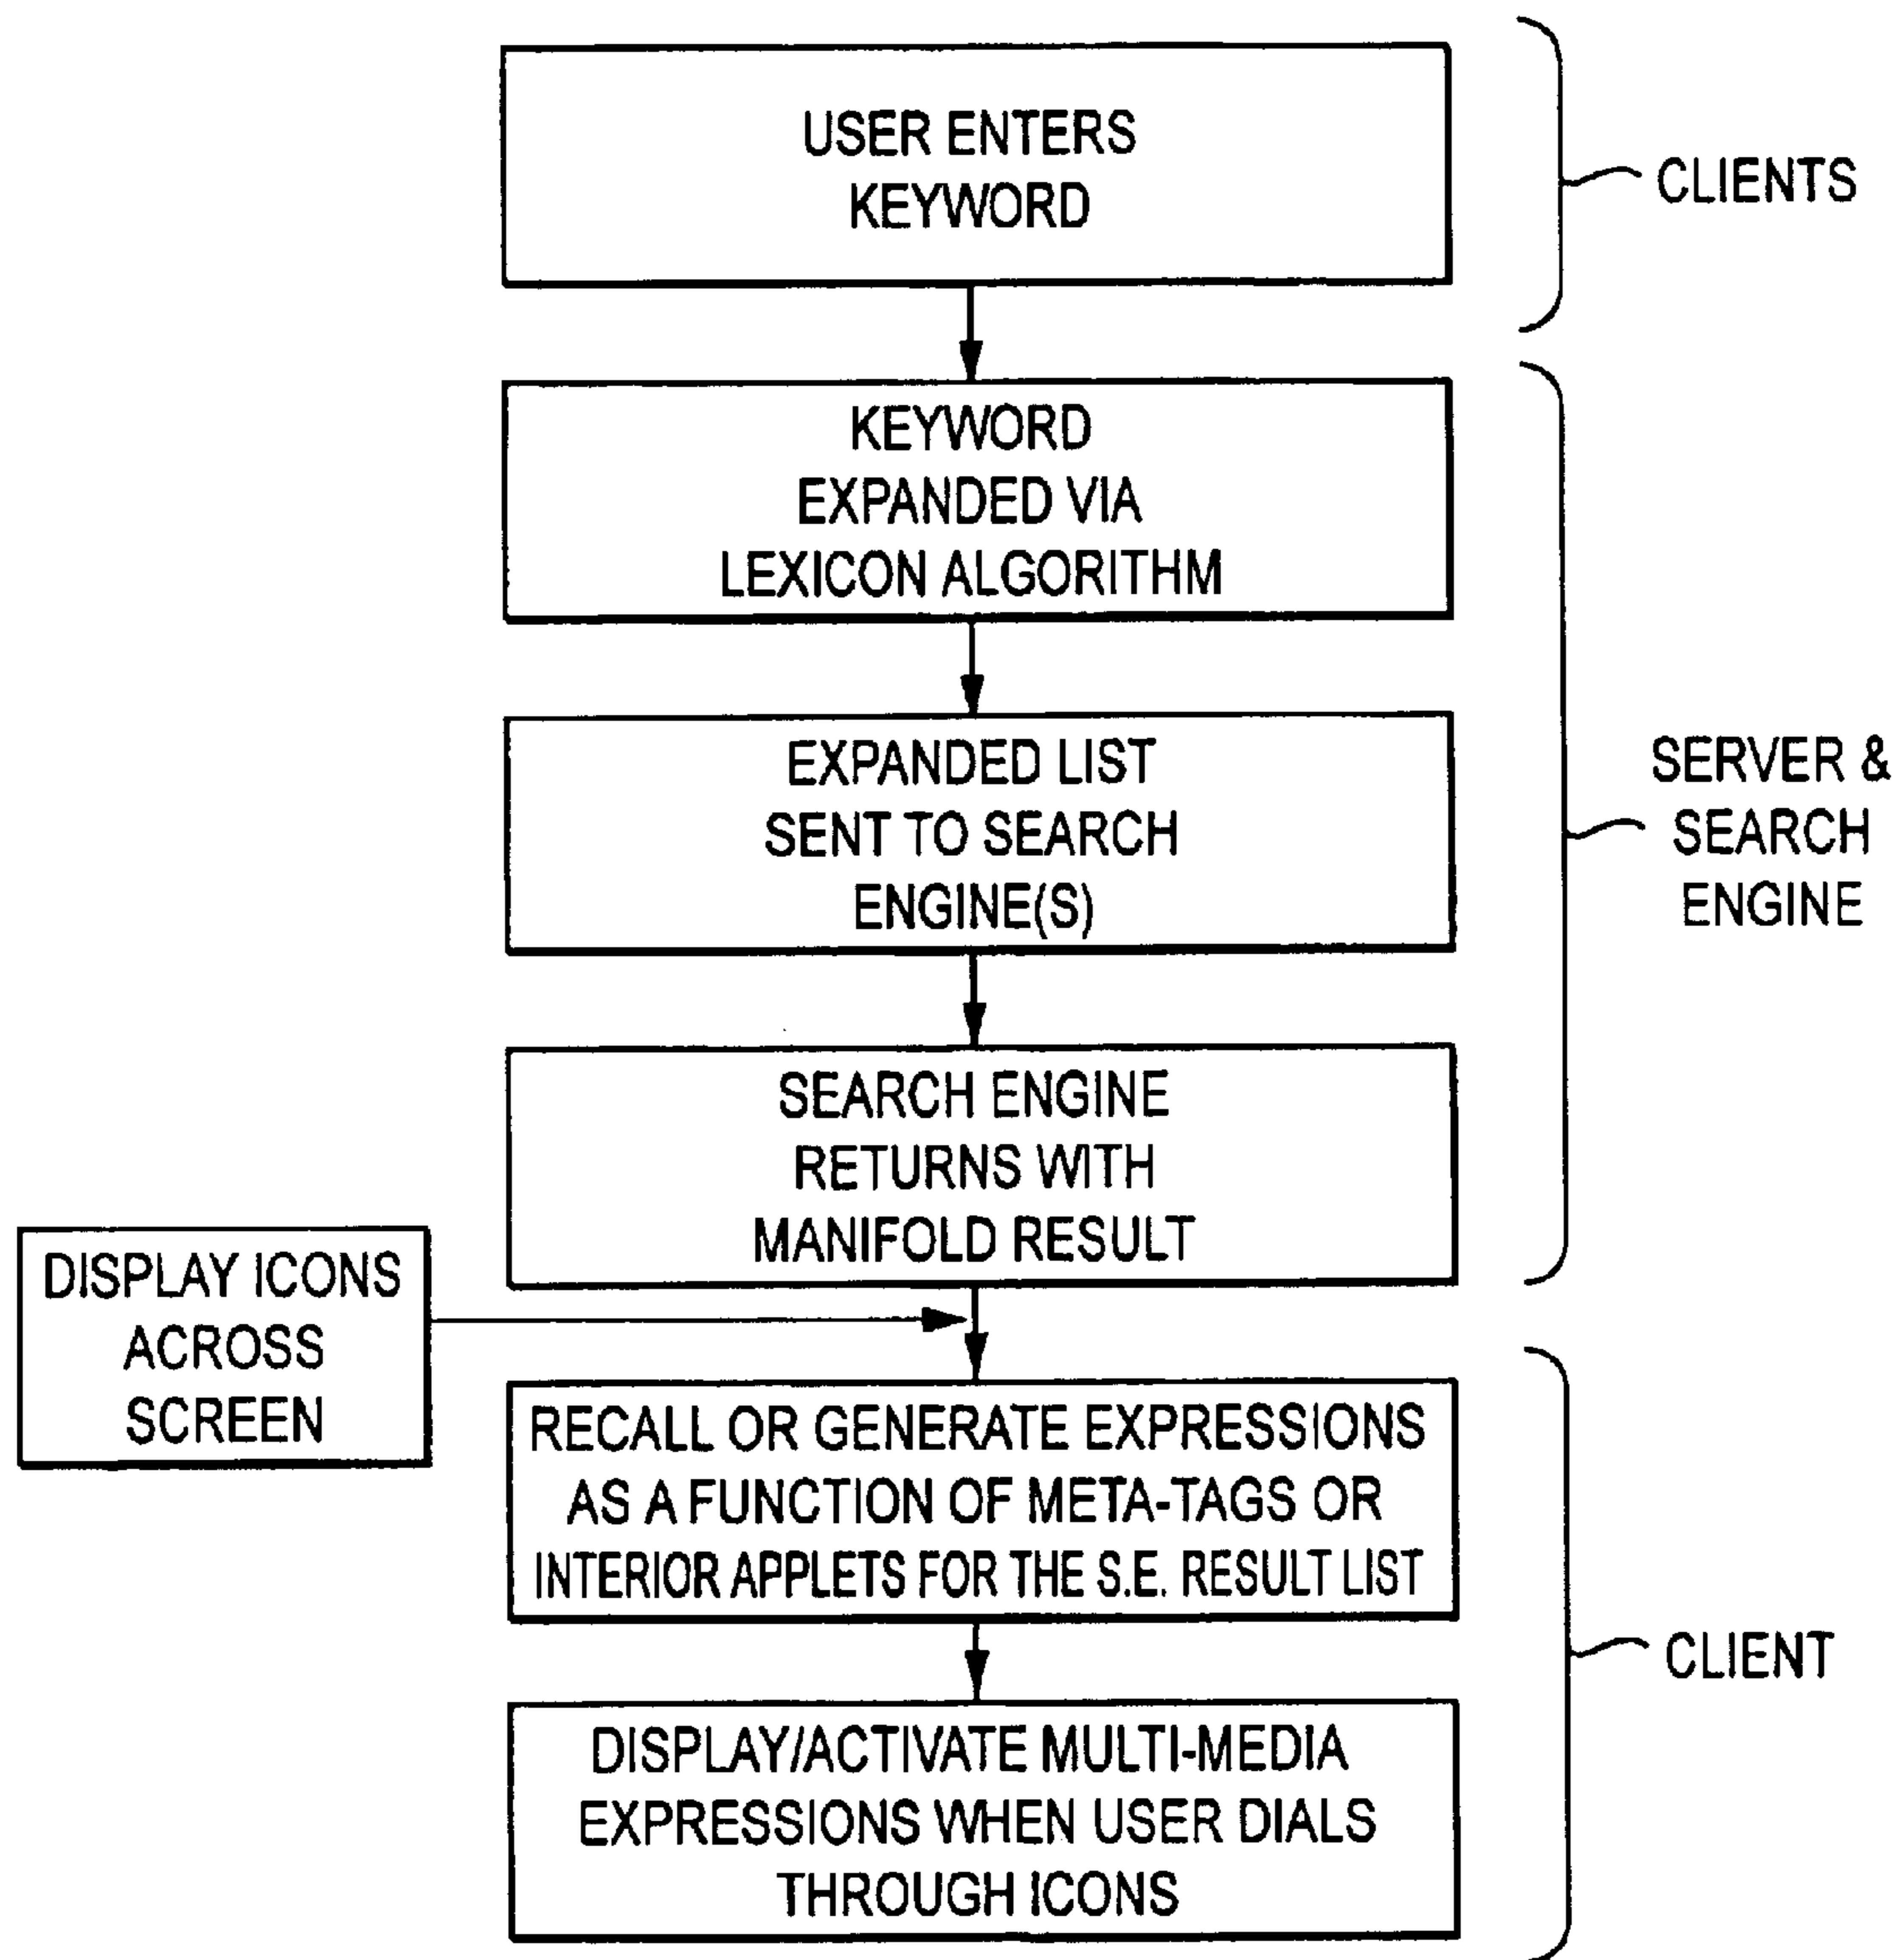 USER ENTERS
KEYWORD
CLIENTS
KEYWORD
EXPANDED VIA
LEXICON ALGORITHM
EXPANDED LIST
SENT TO SEARCH
ENGINE(S)
SERVER &
SEARCH
ENGINE
SEARCH ENGINE
RETURNS WITH
MANIFOLD RESULT
DISPLAY ICONS
ACROSS
SCREEN
RECALL OR GENERATE EXPRESSIONS
AS A FUNCTION OF META-TAGS OR
INTERIOR APPLETS FOR THE S.E. RESULT LIST
CLIENT
DISPLAY/ACTIVATE MULTI-MEDIA
EXPRESSIONS WHEN USER DIALS
THROUGH ICONS